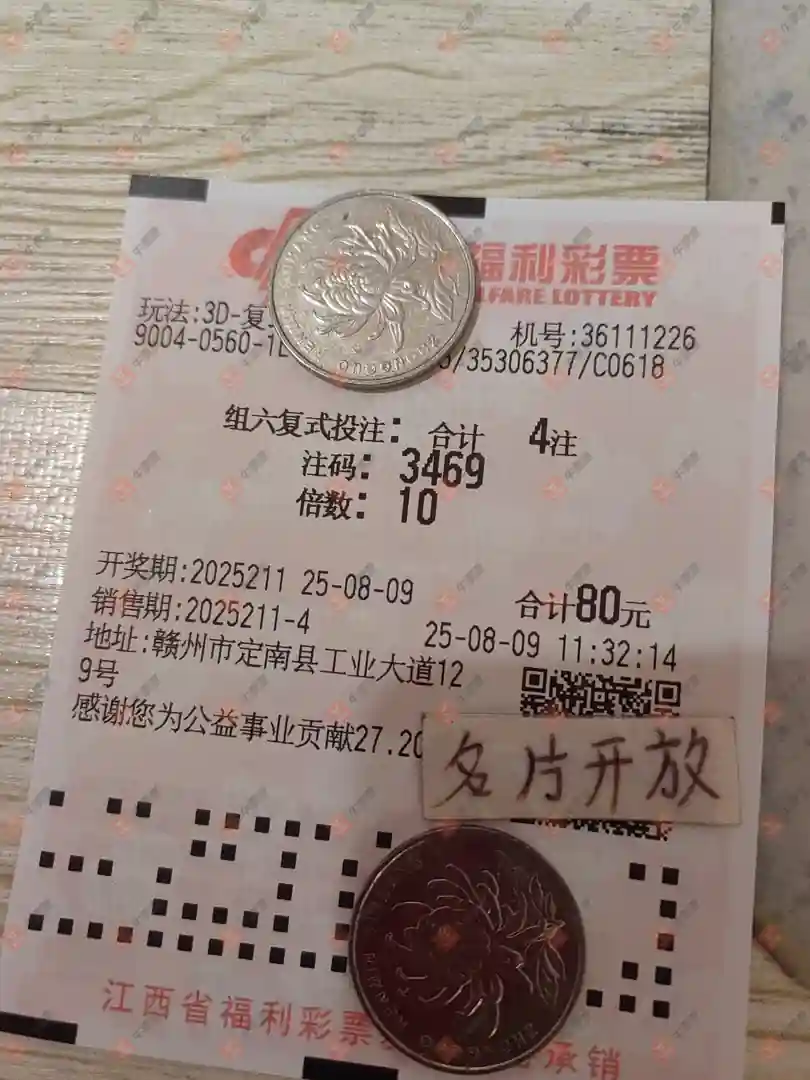 福利彩票
LFARE LOTTERY
玩法:3D-复
机号:36111226
9004-0560-1
/35306377/C0618
组六复式投注: 合计 4注
注码: 3469
倍数: 10
开奖期:2025211 25-08-09
合计80元
销售期:2025211-4
25-08-09 11:32:14
地址:赣州市定南县工业大道12
9号
感谢您为公益事业贡献27.20
名片开放
江西省福利彩票
承销